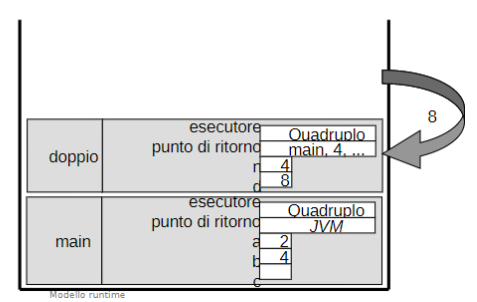 8
esecutore Quadruplo
punto di ritorno main, 4, ...
doppio
n 4
d 8
esecutore Quadruplo
punto di ritorno JVM
main
a 2
b 4
c
Modello runtime